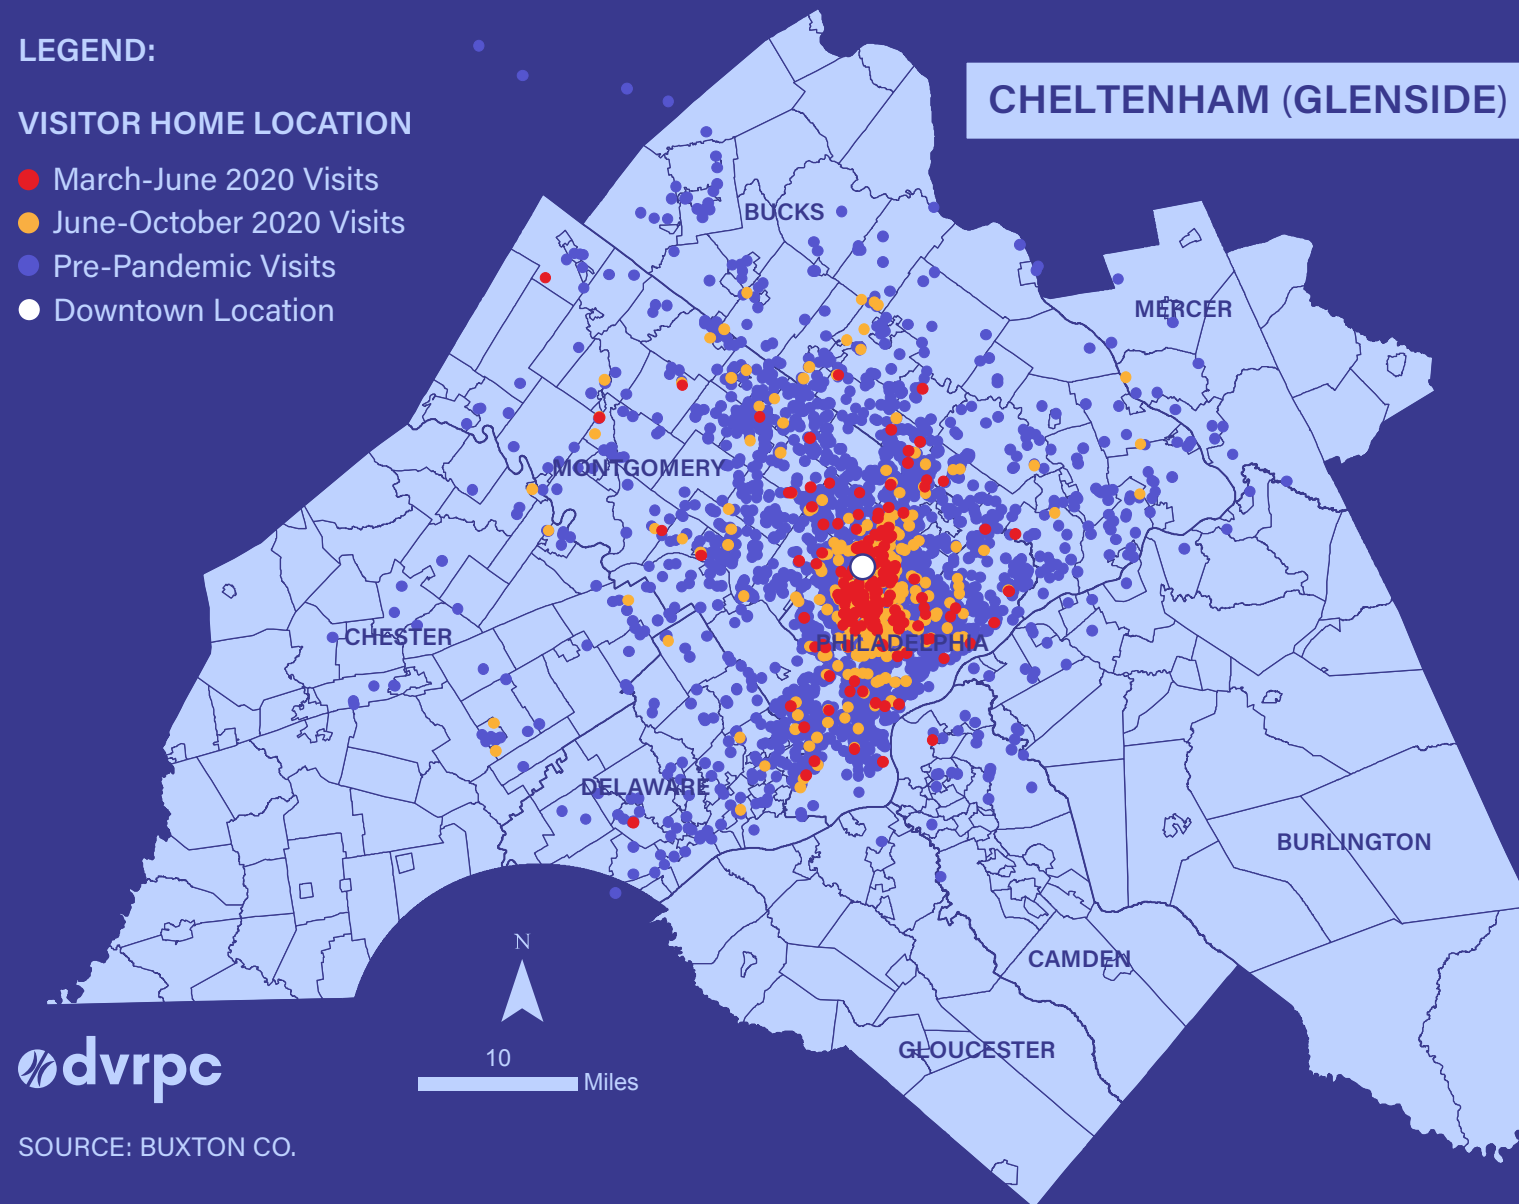 LEGEND:
CHELTENHAM (GLENSIDE)
VISITOR HOME LOCATION
March-June 2020 Visits
June-October 2020 Visits
Pre-Pandemic Visits
Downtown Location
BUCKS
MERCER
MONTGOMERY
CHESTER
PHILADELPHIA
DELAWARE
BURLINGTON
CAMDEN
GLOUCESTER
N
10
Miles
dvrpc
SOURCE: BUXTON CO.